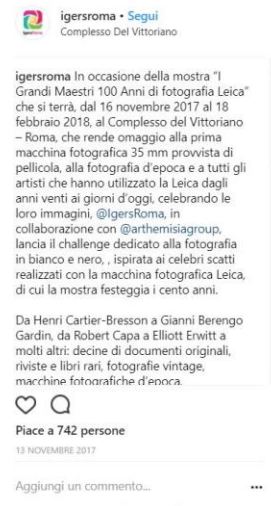 igersroma • Segui
Complesso Del Vittoriano
igersroma In occasione della mostra "I
Grandi Maestri 100 Anni di fotografia Leica"
che si terrà, dal 16 novembre 2017 al 18
febbraio 2018, al Complesso del Vittoriano
– Roma, che rende omaggio alla prima
macchina fotografica 35 mm provvista di
pellicola, alla fotografia d'epoca e a tutti gli
artisti che hanno utilizzato la Leica dagli
anni venti ai giorni d'oggi, celebrando le
loro immagini, @IgersRoma, in
collaborazione con @arthemisiagroup,
lancia il challenge dedicato alla fotografia
in bianco e nero, , ispirata ai celebri scatti
realizzati con la macchina fotografica Leica,
di cui la mostra festeggia i cento anni.
Da Henri Cartier-Bresson a Gianni Berengo
Gardin, da Robert Capa a Elliott Erwitt a
molti altri: decine di documenti originali,
riviste e libri rari, fotografie vintage,
macchine fotografiche d'epoca.
Piace a 742 persone
13 NOVEMBRE 2017
Aggiungi un commento...